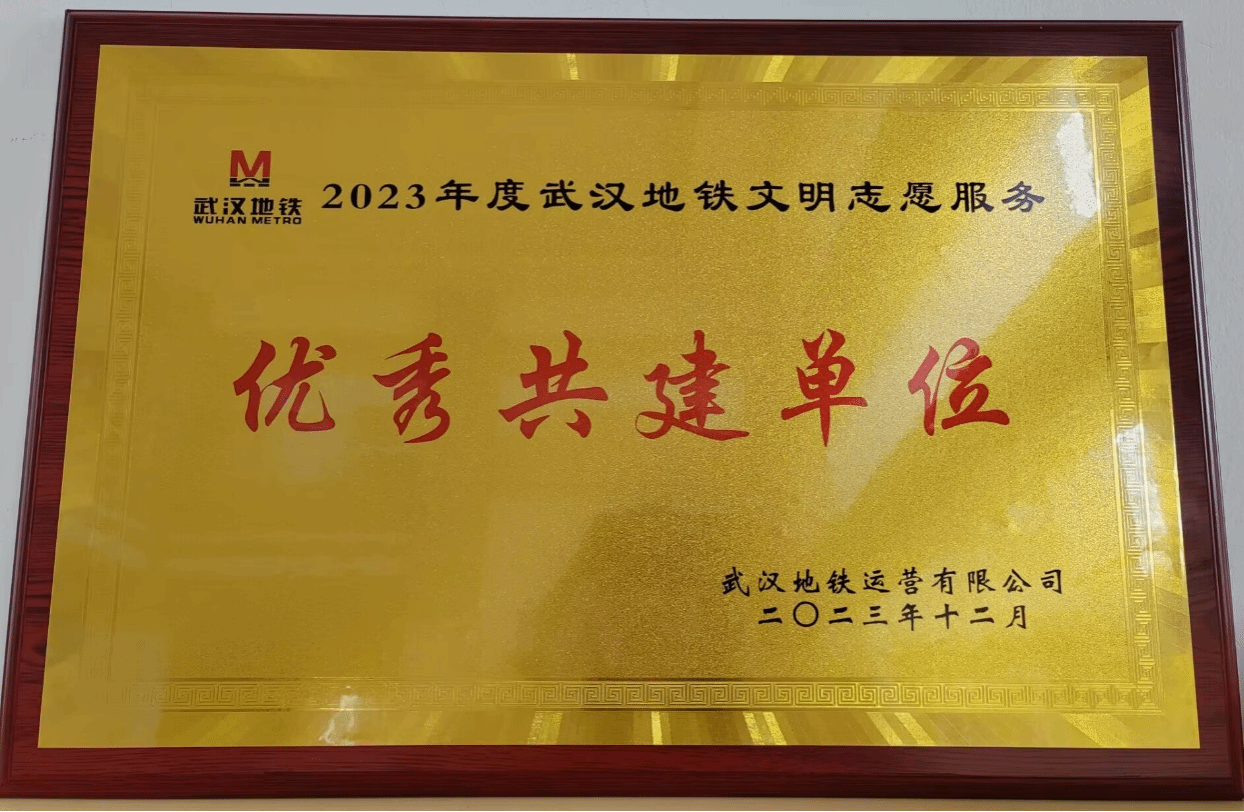 武汉地铁
WUHAN METRO
2023年度武汉地铁文明志愿服务
优秀共建单位
武汉地铁运营有限公司
二〇二三年十二月